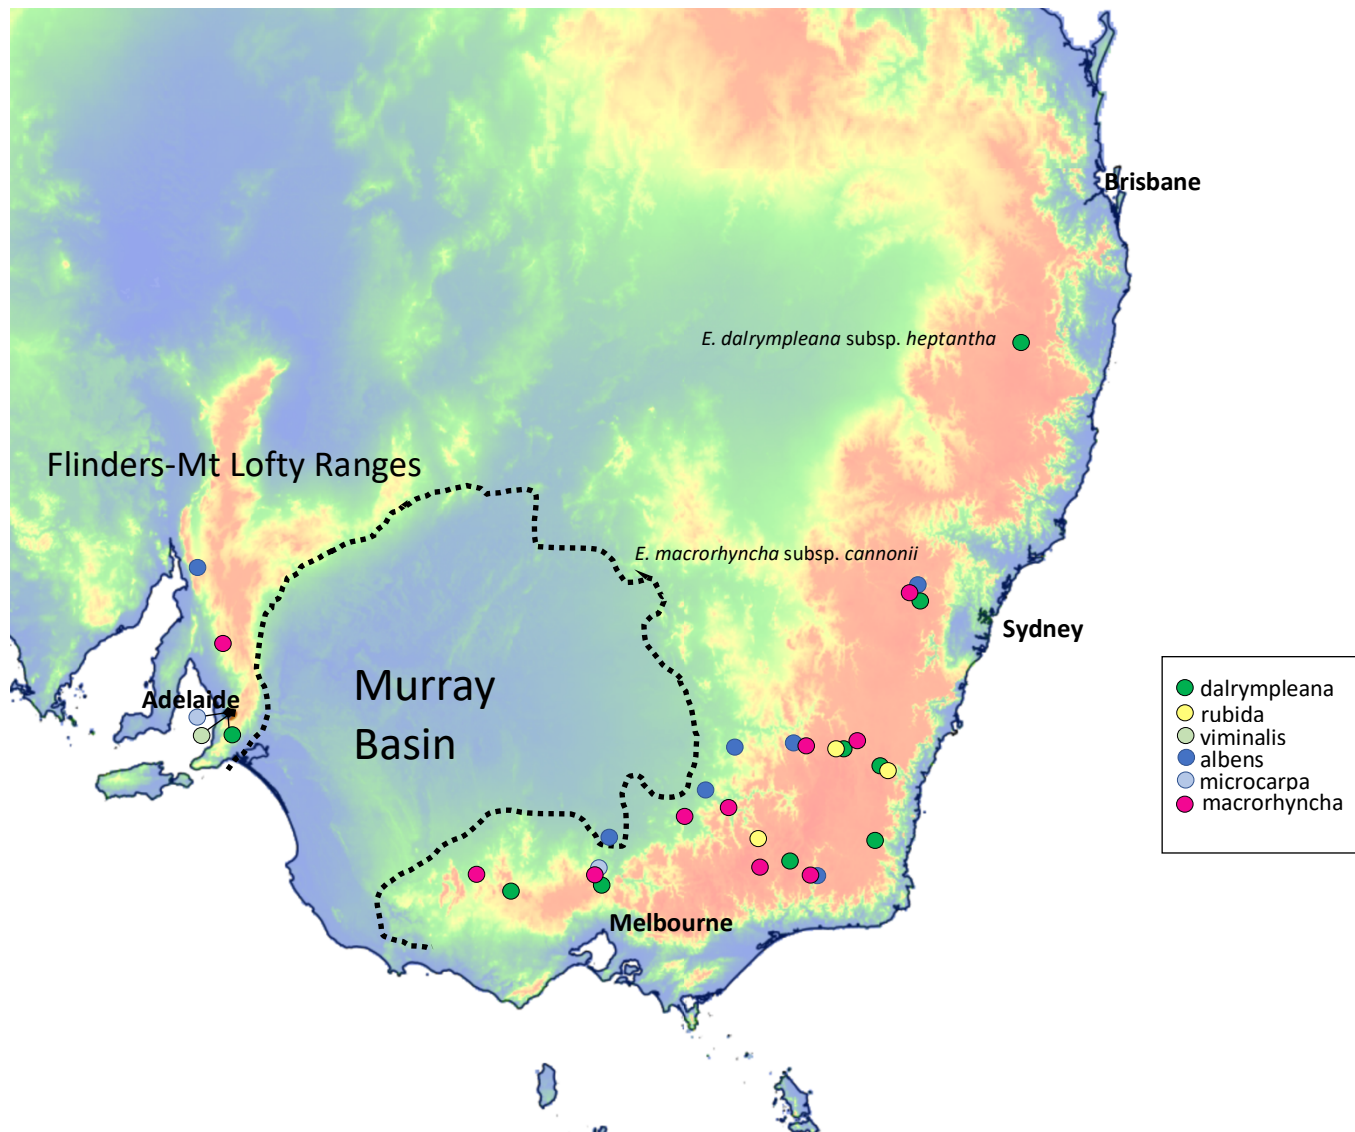 Brisbane
E. dalrympleana subsp. heptantha
Flinders-Mt Lofty Ranges
E. macrorhyncha subsp. cannonii
Sydney
Murray
Basin
Adelaide
dalrympleana
rubida
viminalis
albens
microcarpa
macrorhyncha
Melbourne